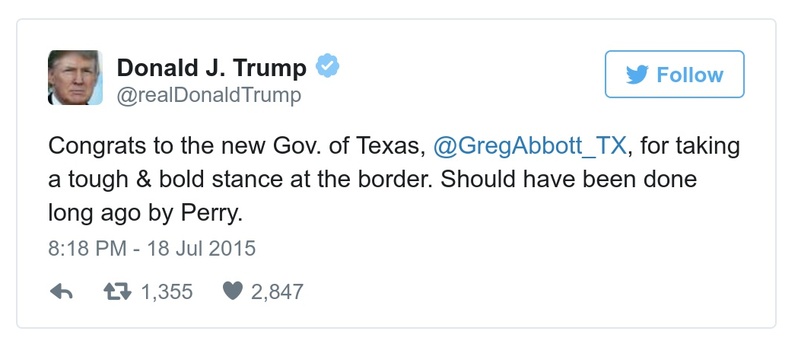 Donald J. Trump
@realDonaldTrump
Follow
Congrats to the new Gov. of Texas, @GregAbbott_TX, for taking
a tough & bold stance at the border. Should have been done
long ago by Perry.
8:18 PM - 18 Jul 2015
1,355 2,847